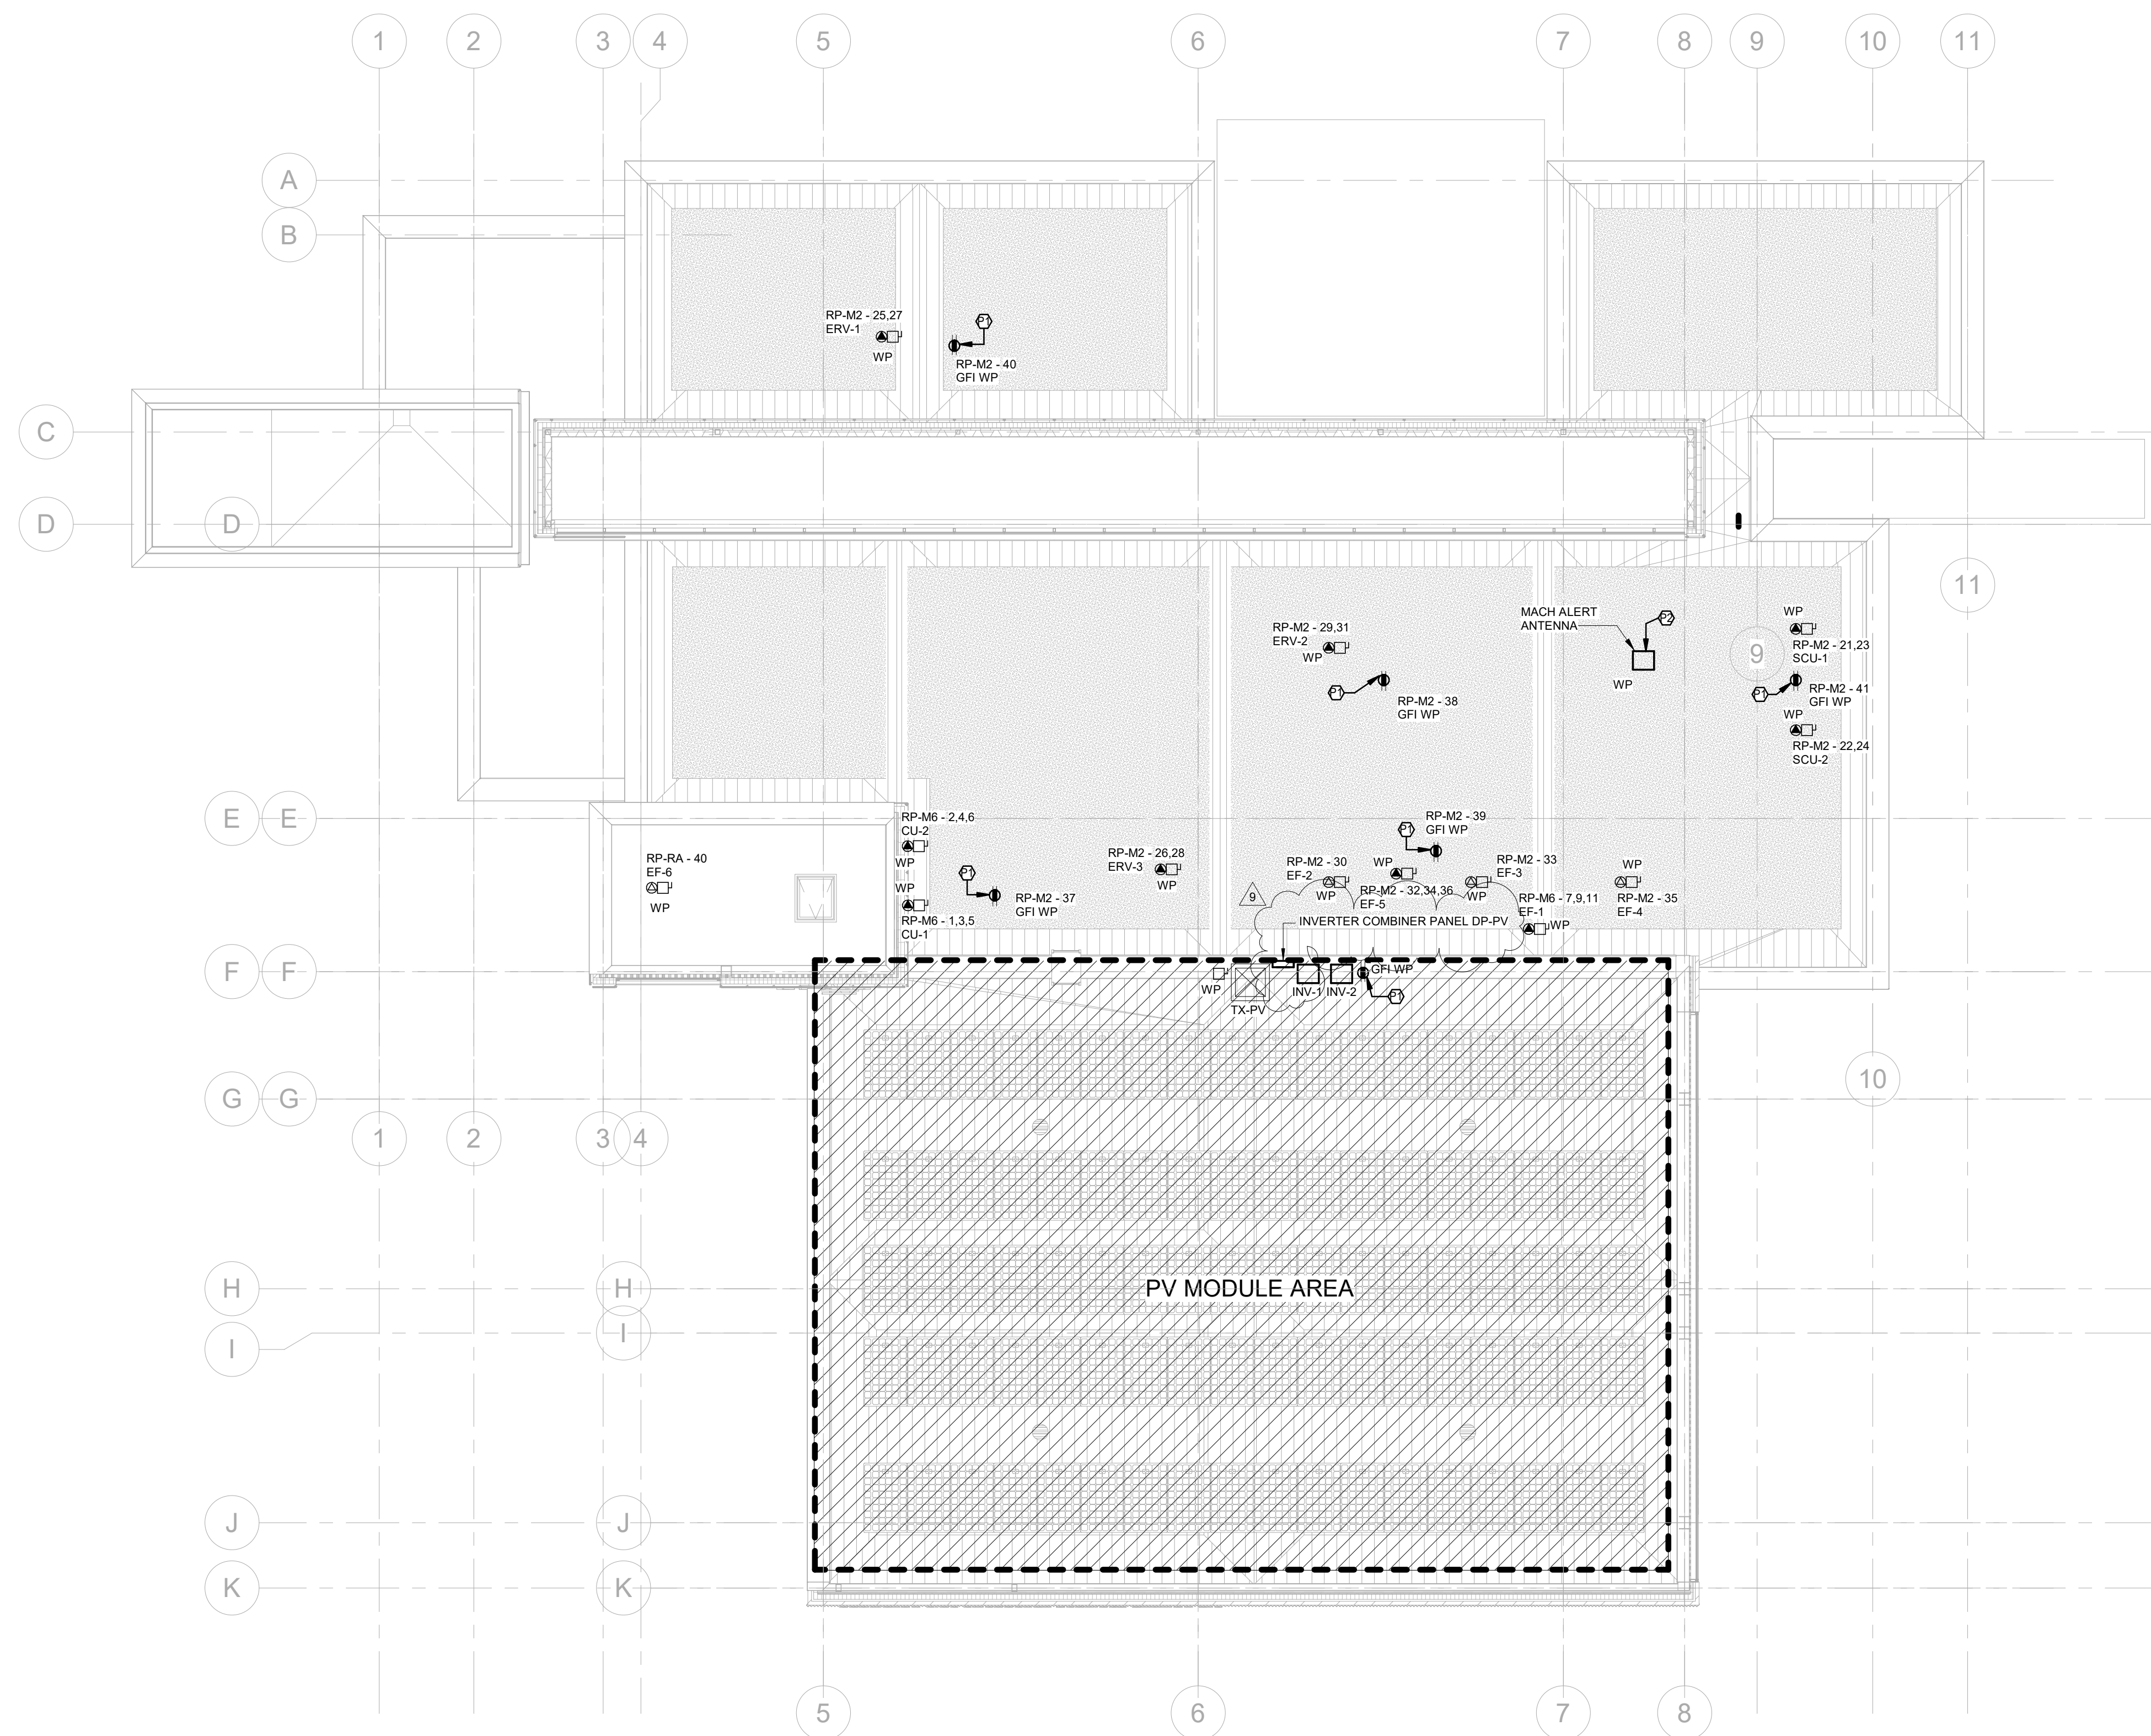 1 2 3 4 5 6 7 8 9 10 11
A
B
RP-M2 - 25,27
ERV-1
WP
P1
RP-M2 - 40
GFI WP
C
D D
11
MACH ALERT
ANTENNA
P2
WP
WP
RP-M2 - 21,23
SCU-1
RP-M2 - 29,31
ERV-2
WP
9
P1
RP-M2 - 38
GFI WP
P1
RP-M2 - 41
GFI WP
WP
RP-M2 - 22,24
SCU-2
E E
RP-M6 - 2,4,6
CU-2
WP
RP-RA - 40
EF-6
WP
WP
RP-M6 - 1,3,5
CU-1
P1
RP-M2 - 37
GFI WP
RP-M2 - 26,28
ERV-3
WP
RP-M2 - 39
GFI WP
P1
RP-M2 - 30
EF-2
WP
WP
RP-M2 - 32,34,36
EF-5
RP-M2 - 33
EF-3
WP
RP-M6 - 7,9,11
EF-1
WP
WP
RP-M2 - 35
EF-4
9
INVERTER COMBINER PANEL DP-PV
F F
WP
TX-PV
INV-1 INV-2
GFI WP
P1
G G
10
1 2 3 4
H H
PV MODULE AREA
I I
J J
K K
5 6 7 8